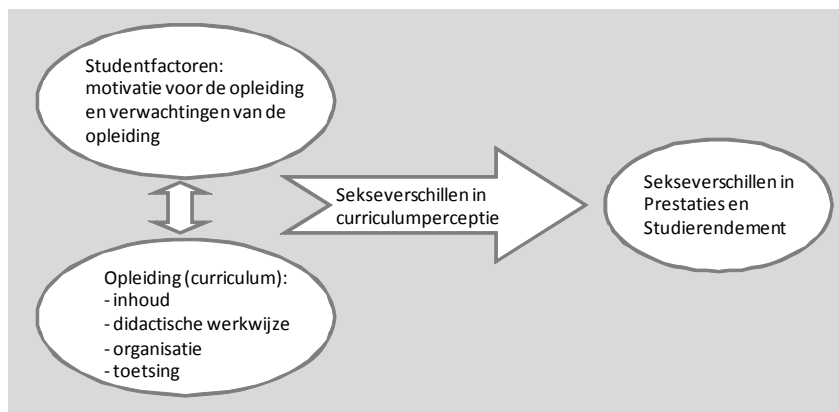 Studentfactoren:
motivatie voor de opleiding
en verwachtingen van de
opleiding
Sekseverschillen in
curriculumperceptie
Sekseverschillen in
Prestaties en
Studierendement
Opleiding (curriculum):
- inhoud
- didactische werkwijze
- organisatie
- toetsing